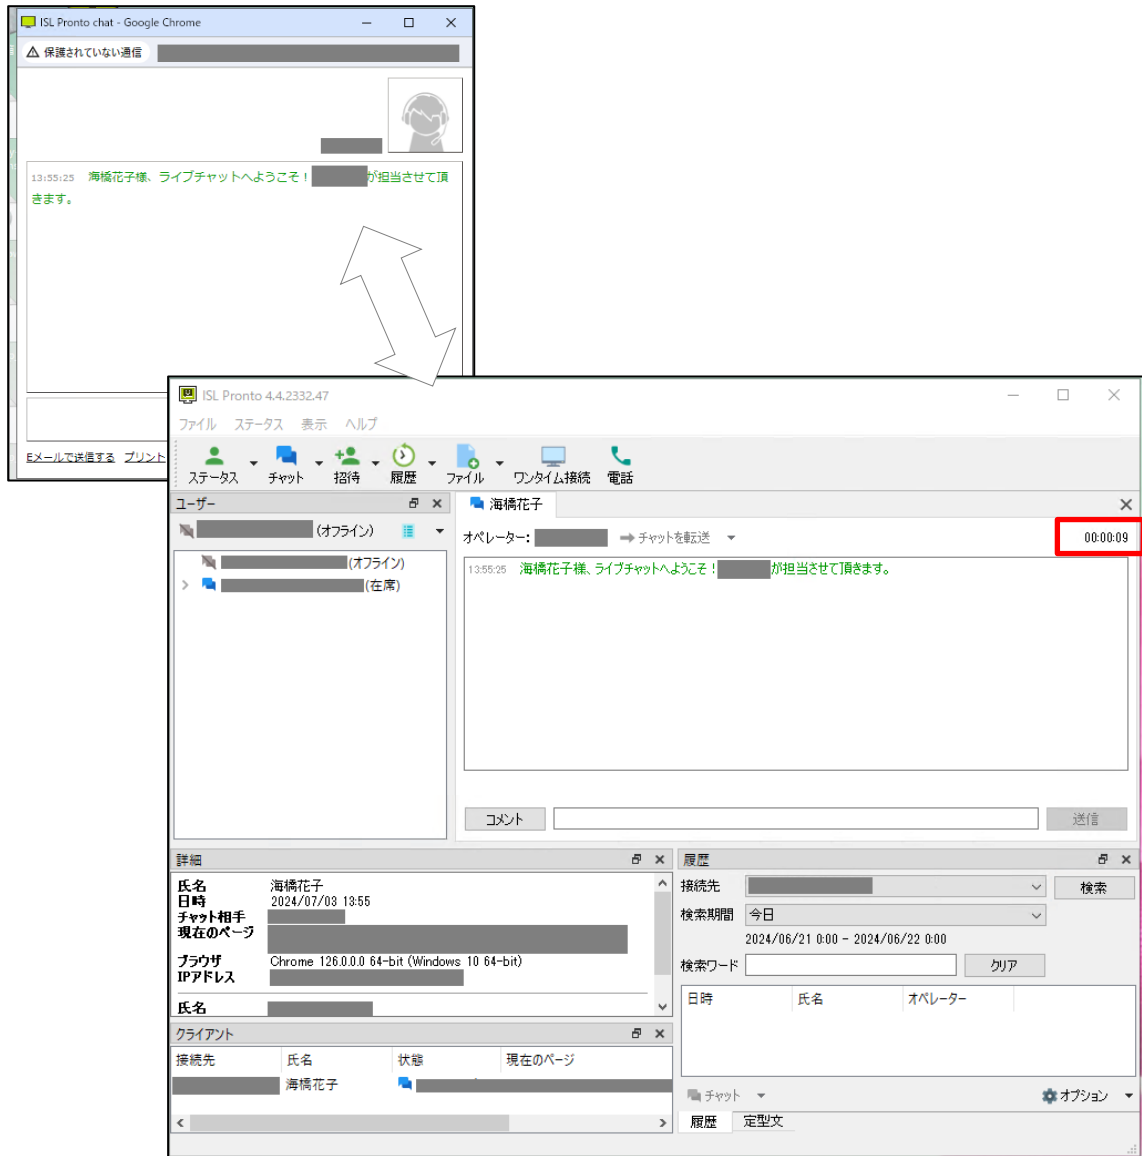 ISL Pronto chat - Google Chrome
保護されていない通信
13:55:25 海橋花子様、ライブチャットへようこそ！ が担当させて頂
きます。
Eメールで送信する プリント
ISL Pronto 4.4.2332.47
ファイル ステータス 表示 ヘルプ
ステータス チャット 招待 履歴 ファイル ワンタイム接続 電話
ユーザー
(オフライン)
(オフライン)
(在席)
海橋花子
オペレーター: チャットを転送
00:00:09
13:55:25 海橋花子様、ライブチャットへようこそ！ が担当させて頂きます。
コメント 送信
詳細
氏名 海橋花子
日時 2024/07/03 13:55
チャット相手
現在のページ
ブラウザ Chrome 126.0.0.0 64-bit (Windows 10 64-bit)
IPアドレス
氏名
クライアント
接続先 氏名 状態 現在のページ
海橋花子
履歴
接続先 検索
検索期間 今日
2024/06/21 0:00 - 2024/06/22 0:00
検索ワード クリア
日時 氏名 オペレーター
チャット オプション
履歴 定型文